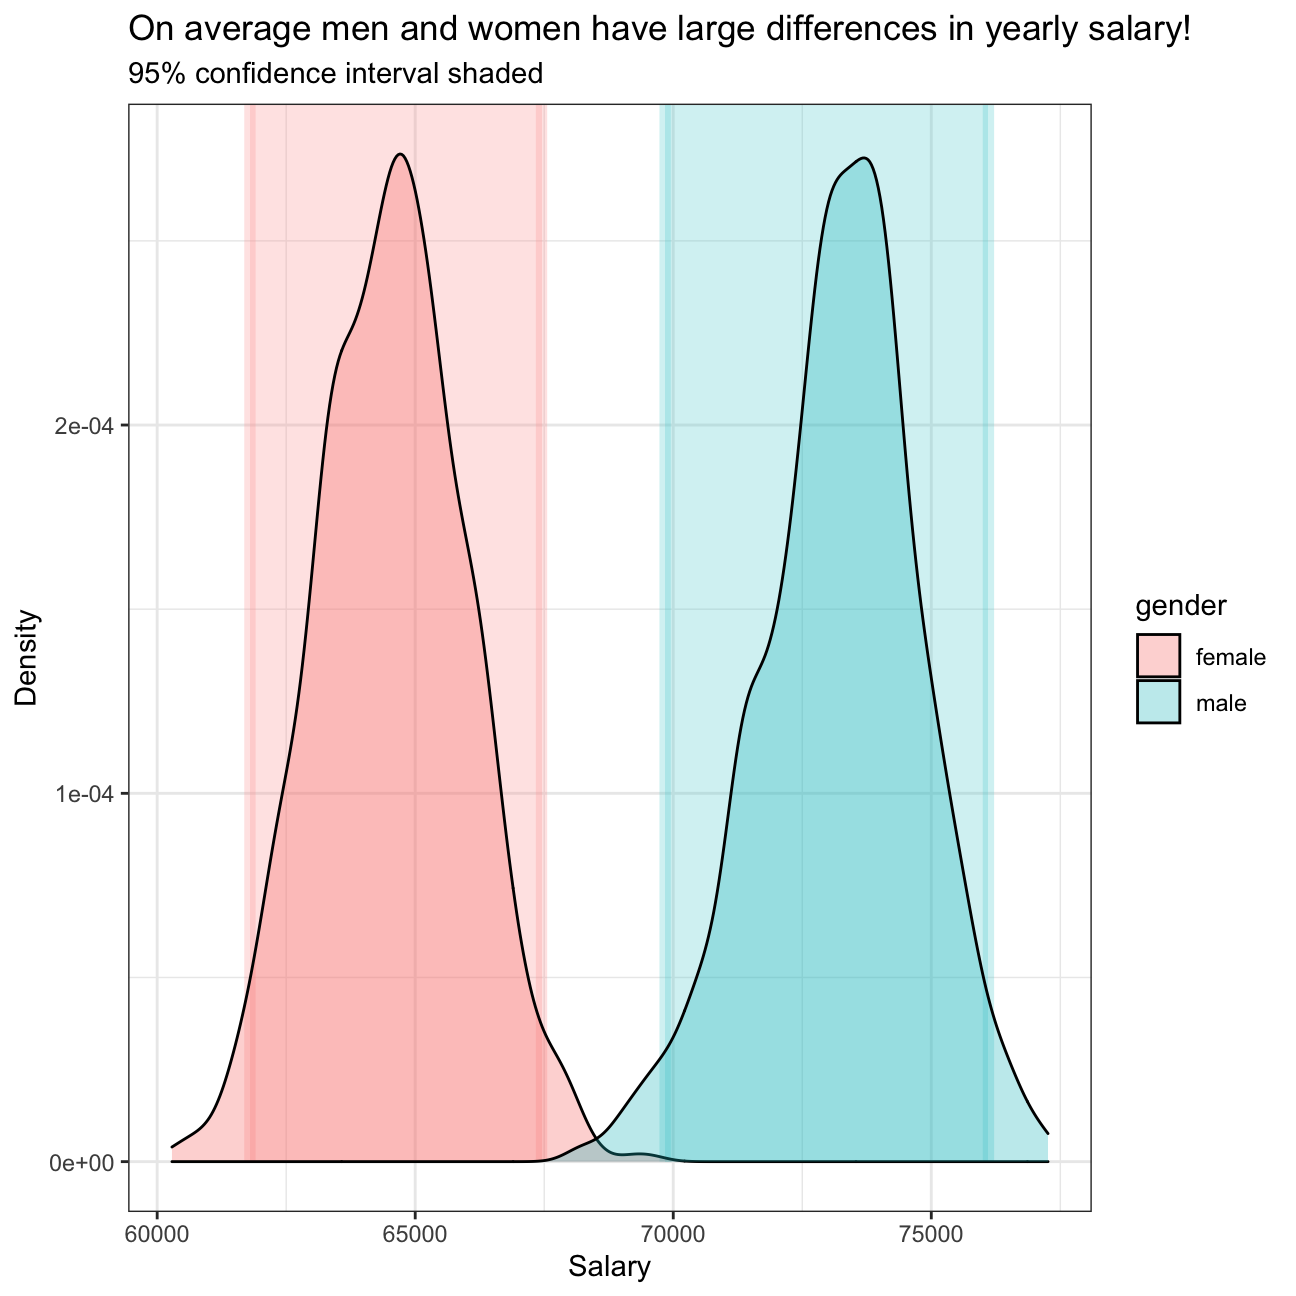 On average men and women have large differences in yearly salary!
95% confidence interval shaded
2e-04
1e-04
0e+00
Density
60000
65000
70000
75000
Salary
gender
female
male